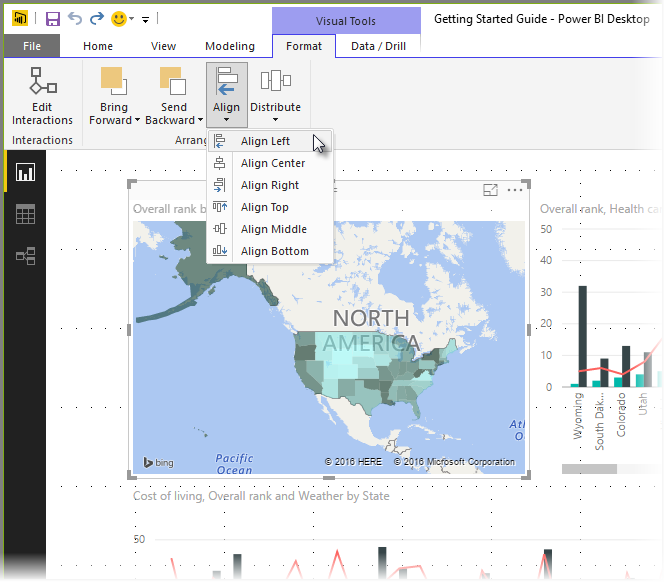 Visual Tools
Getting Started Guide - Power BI Desktop
File Home View Modeling Format Data / Drill
Edit Interactions
Bring Forward
Send Backward
Align
Distribute
Interactions
Arrang
Align Left
Align Center
Align Right
Align Top
Align Middle
Align Bottom
Overall rank b
Overall rank, Health ca
NORTH
AMERICA
Pacific
Ocean
Atl
O
bing
© 2016 HERE © 2016 Microsoft Corporation
50
40
30
20
10
0
Wyoming
South Dak...
Colorado
Utah
Cost of living, Overall rank and Weather by State
50